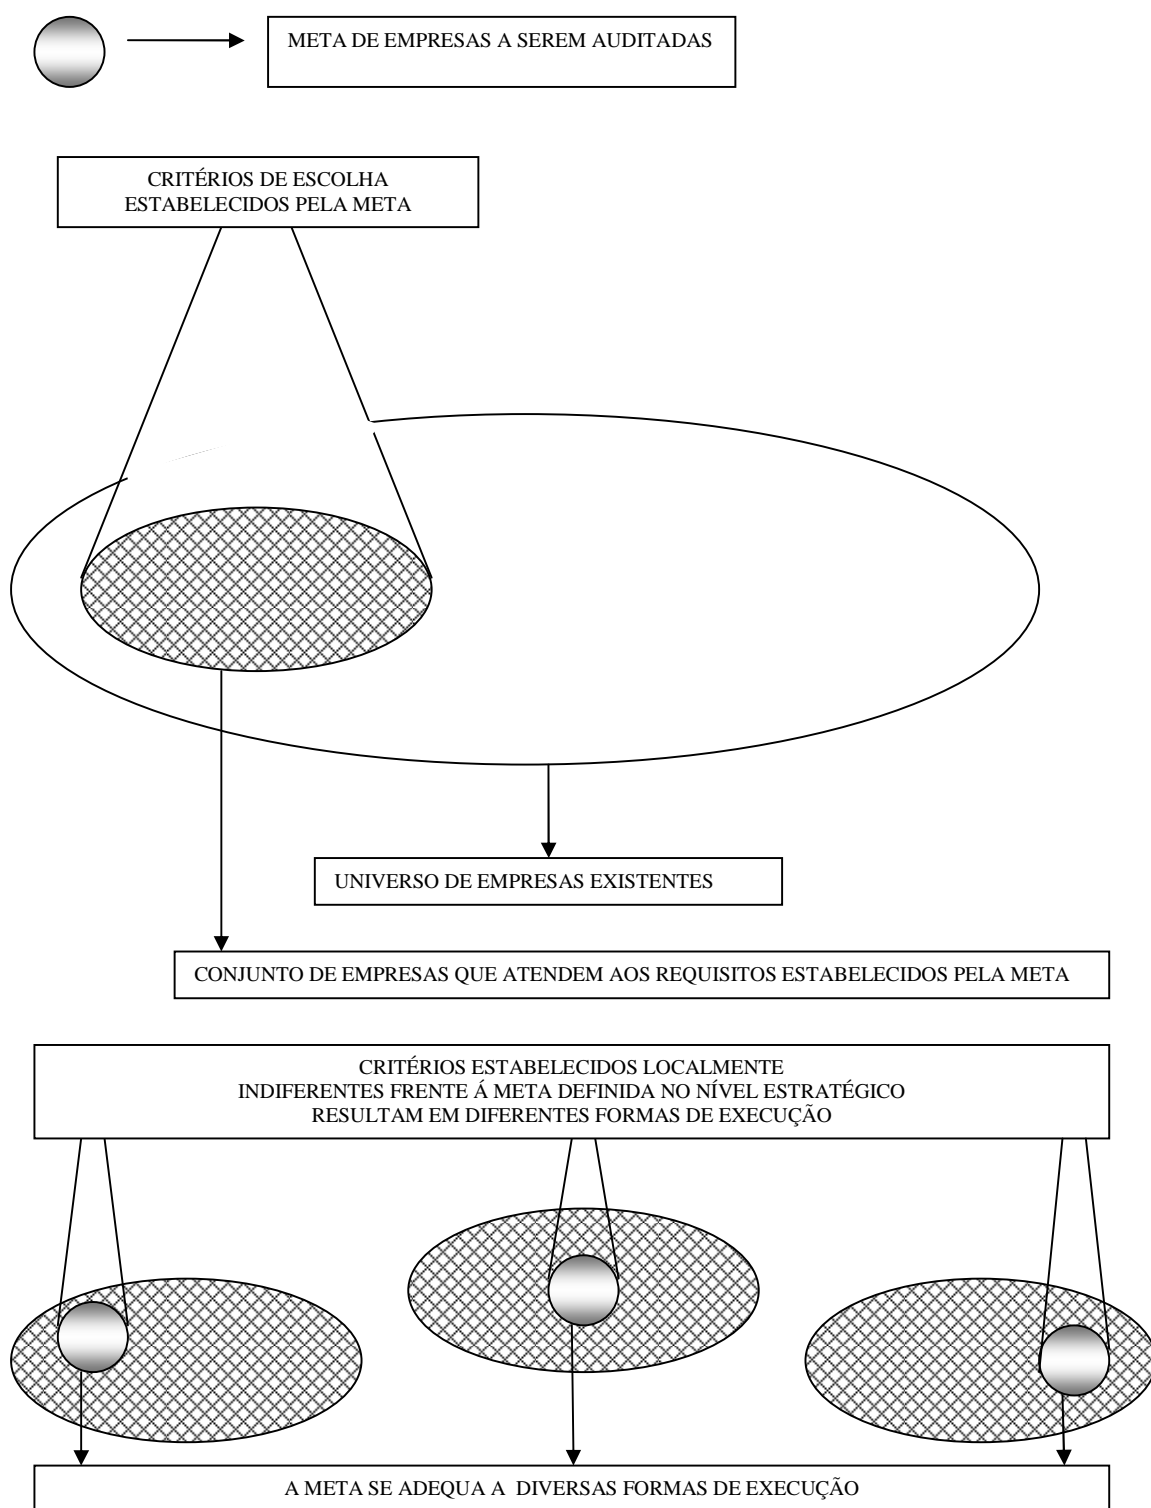 META DE EMPRESAS A SEREM AUDITADAS
CRITÉRIOS DE ESCOLHA
ESTABELECIDOS PELA META
UNIVERSO DE EMPRESAS EXISTENTES
CONJUNTO DE EMPRESAS QUE ATENDEM AOS REQUISITOS ESTABELECIDOS PELA META
CRITÉRIOS ESTABELECIDOS LOCALMENTE
INDIFERENTES FRENTE Á META DEFINIDA NO NÍVEL ESTRATÉGICO
RESULTAM EM DIFERENTES FORMAS DE EXECUÇÃO
A META SE ADEQUA A DIVERSAS FORMAS DE EXECUÇÃO